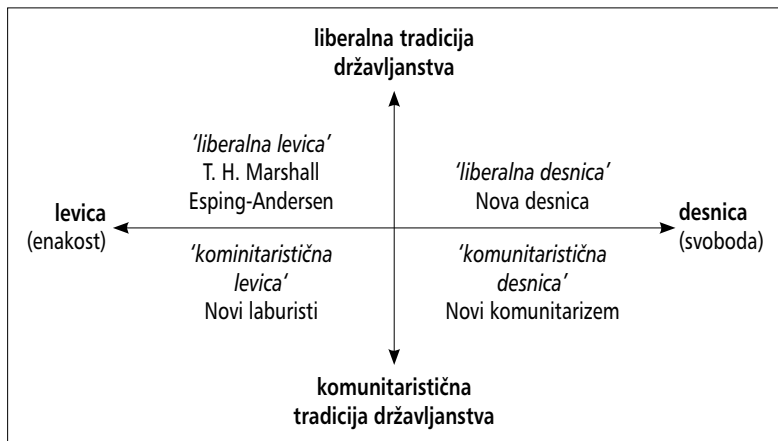 liberalna tradicija
državljanstva
'liberalna levica'
T. H. Marshall
Esping-Andersen
'liberalna desnica'
Nova desnica
levica
(enakost)
desnica
(svoboda)
'kominitaristična
levica'
Novi laburisti
'komunitaristična
desnica'
Novi komunitarizem
komunitaristična
tradicija državljanstva